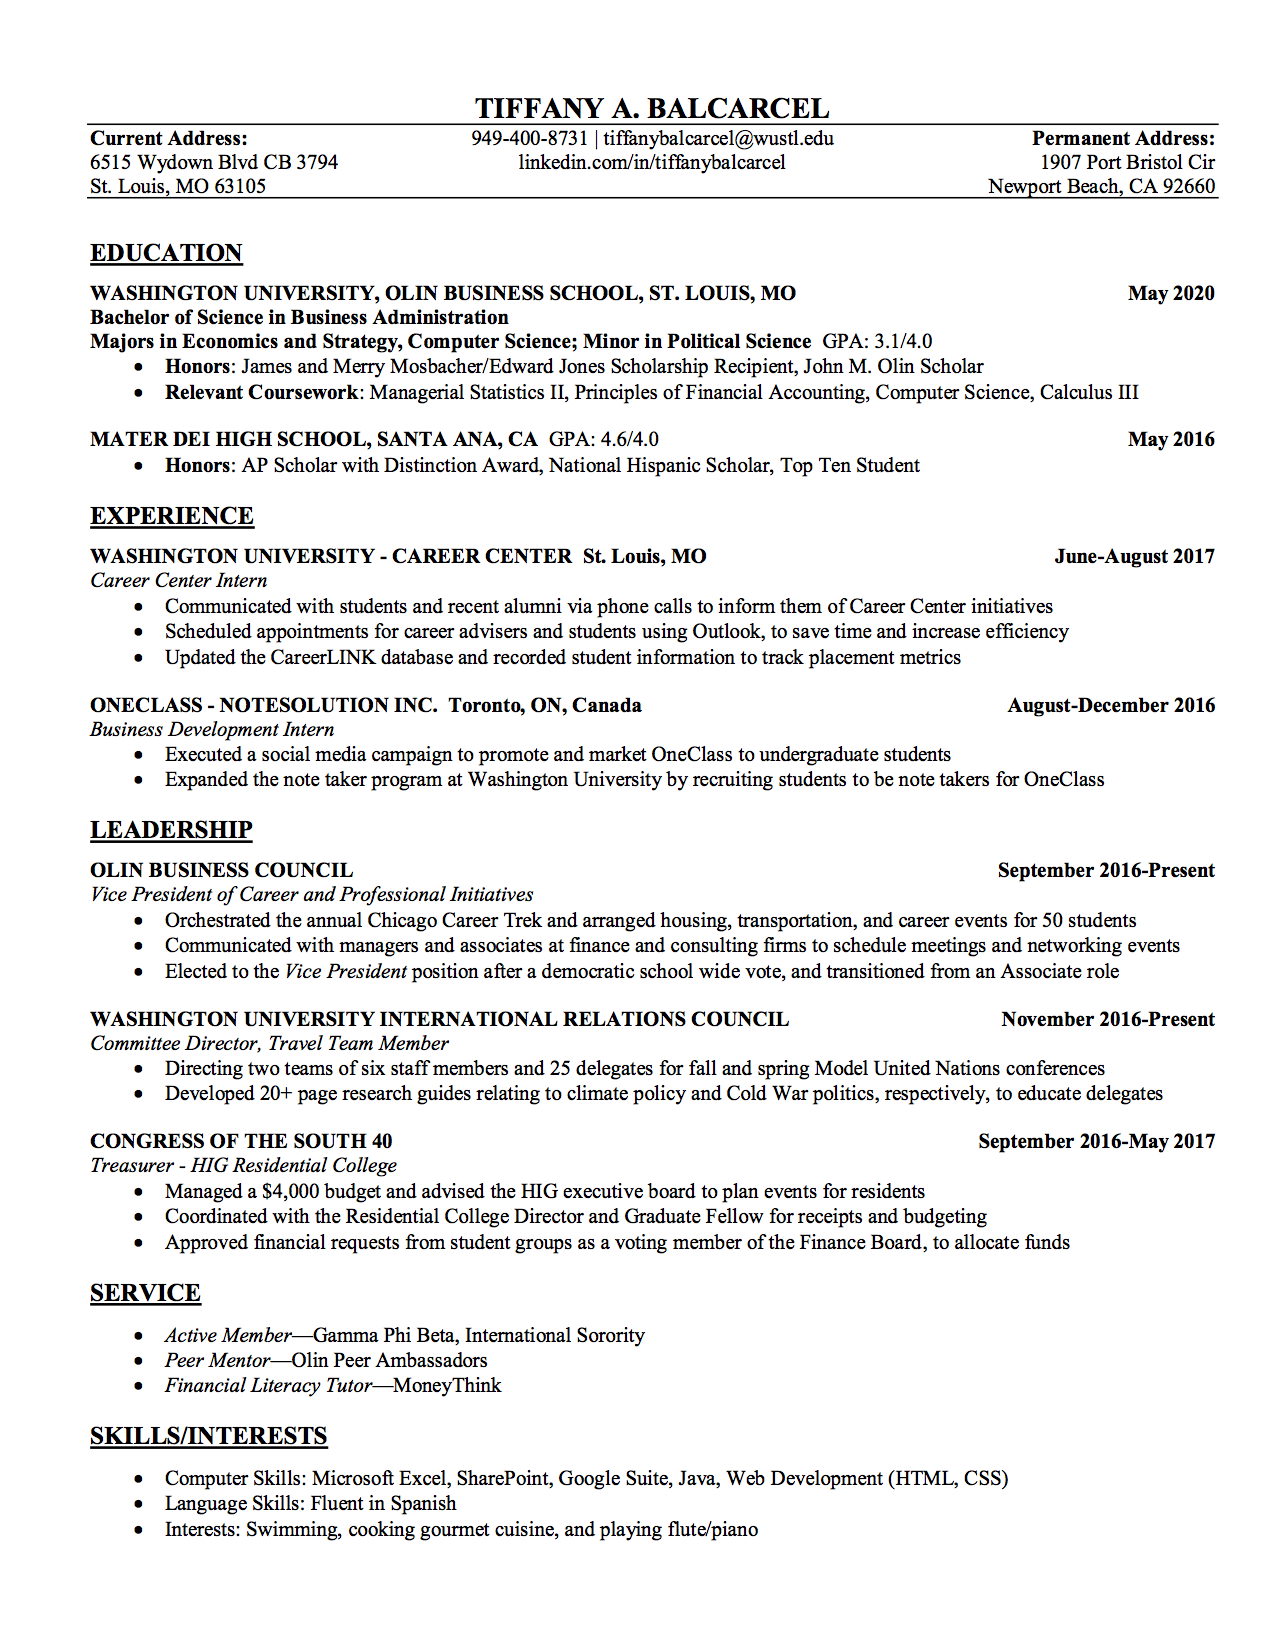 TIFFANY A. BALCARCEL
Current Address: 949-400-8731 | tiffanybalcarcel@wustl.edu Permanent Address:
6515 Wydown Blvd CB 3794 linkedin.com/in/tiffanybalcarcel 1907 Port Bristol Cir
St. Louis, MO 63105 Newport Beach, CA 92660
EDUCATION
WASHINGTON UNIVERSITY, OLIN BUSINESS SCHOOL, ST. LOUIS, MO May 2020
Bachelor of Science in Business Administration
Majors in Economics and Strategy, Computer Science; Minor in Political Science GPA: 3.1/4.0
• Honors: James and Merry Mosbacher/Edward Jones Scholarship Recipient, John M. Olin Scholar
• Relevant Coursework: Managerial Statistics II, Principles of Financial Accounting, Computer Science, Calculus III
MATER DEI HIGH SCHOOL, SANTA ANA, CA GPA: 4.6/4.0 May 2016
• Honors: AP Scholar with Distinction Award, National Hispanic Scholar, Top Ten Student
EXPERIENCE
WASHINGTON UNIVERSITY - CAREER CENTER St. Louis, MO June-August 2017
Career Center Intern
• Communicated with students and recent alumni via phone calls to inform them of Career Center initiatives
• Scheduled appointments for career advisers and students using Outlook, to save time and increase efficiency
• Updated the CareerLINK database and recorded student information to track placement metrics
ONECLASS - NOTESOLUTION INC. Toronto, ON, Canada August-December 2016
Business Development Intern
• Executed a social media campaign to promote and market OneClass to undergraduate students
• Expanded the note taker program at Washington University by recruiting students to be note takers for OneClass
LEADERSHIP
OLIN BUSINESS COUNCIL September 2016-Present
Vice President of Career and Professional Initiatives
• Orchestrated the annual Chicago Career Trek and arranged housing, transportation, and career events for 50 students
• Communicated with managers and associates at finance and consulting firms to schedule meetings and networking events
• Elected to the Vice President position after a democratic school wide vote, and transitioned from an Associate role
WASHINGTON UNIVERSITY INTERNATIONAL RELATIONS COUNCIL November 2016-Present
Committee Director, Travel Team Member
• Directing two teams of six staff members and 25 delegates for fall and spring Model United Nations conferences
• Developed 20+ page research guides relating to climate policy and Cold War politics, respectively, to educate delegates
CONGRESS OF THE SOUTH 40 September 2016-May 2017
Treasurer - HIG Residential College
• Managed a $4,000 budget and advised the HIG executive board to plan events for residents
• Coordinated with the Residential College Director and Graduate Fellow for receipts and budgeting
• Approved financial requests from student groups as a voting member of the Finance Board, to allocate funds
SERVICE
• Active Member—Gamma Phi Beta, International Sorority
• Peer Mentor—Olin Peer Ambassadors
• Financial Literacy Tutor—MoneyThink
SKILLS/INTERESTS
• Computer Skills: Microsoft Excel, SharePoint, Google Suite, Java, Web Development (HTML, CSS)
• Language Skills: Fluent in Spanish
• Interests: Swimming, cooking gourmet cuisine, and playing flute/piano